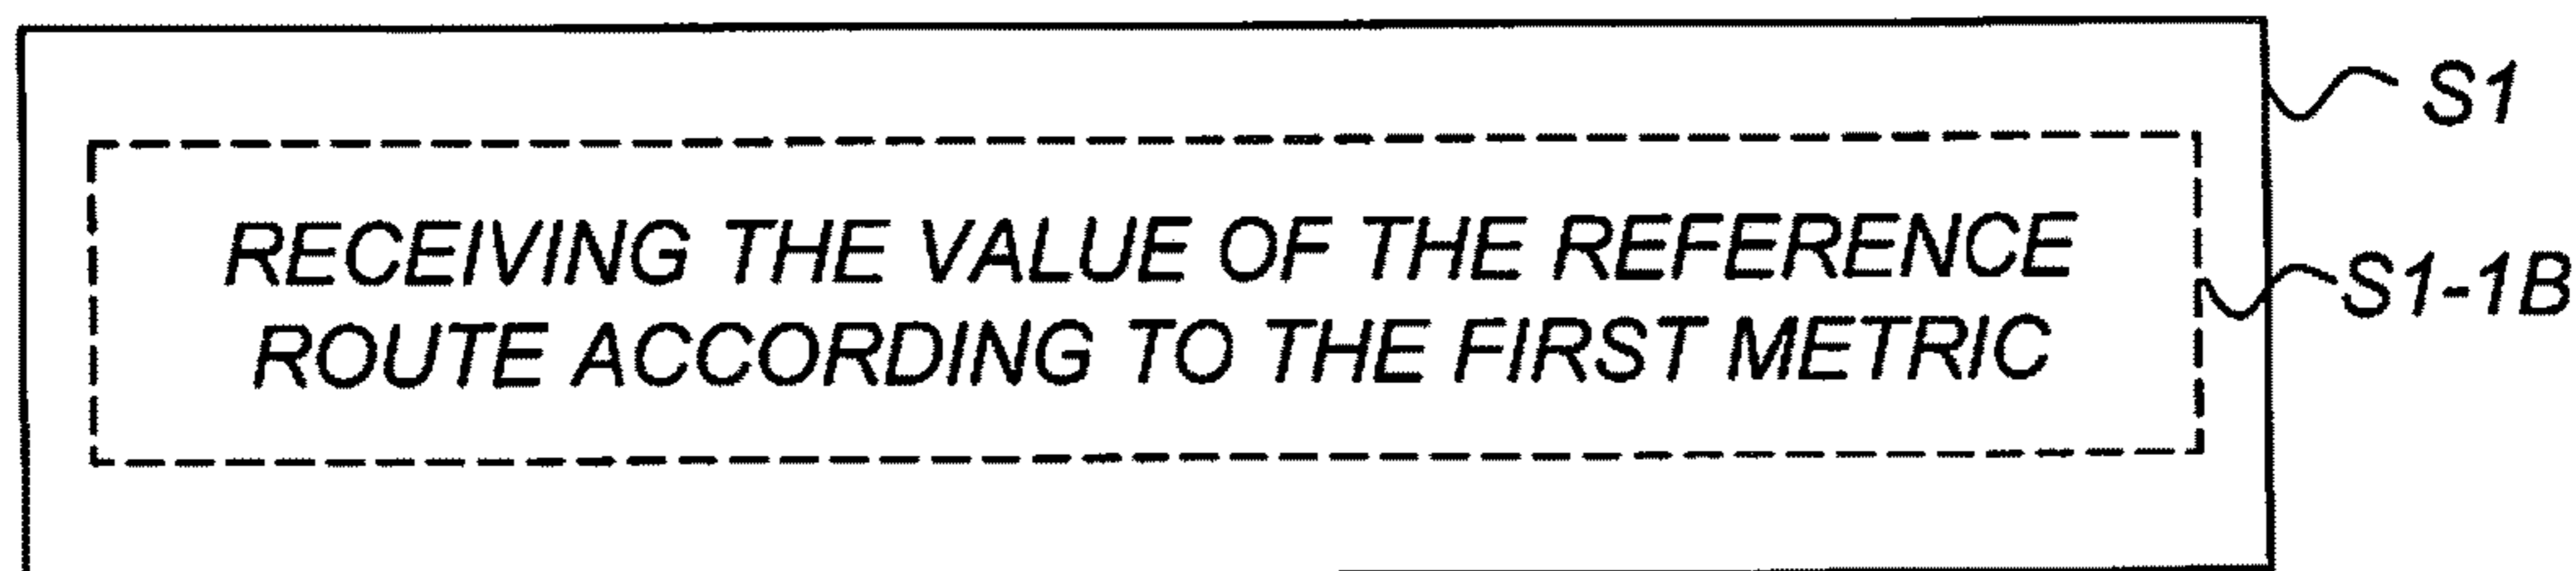 S1
RECEIVING THE VALUE OF THE REFERENCE
ROUTE ACCORDING TO THE FIRST METRIC
S1-1B